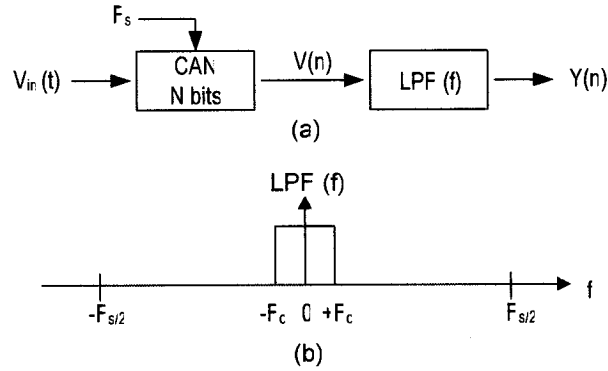 Fs
Vin (t)
CAN
N bits
V(n)
LPF (f)
Y(n)
(a)
LPF (f)
-Fs/2
-Fc
0
+Fc
Fs/2
f
(b)